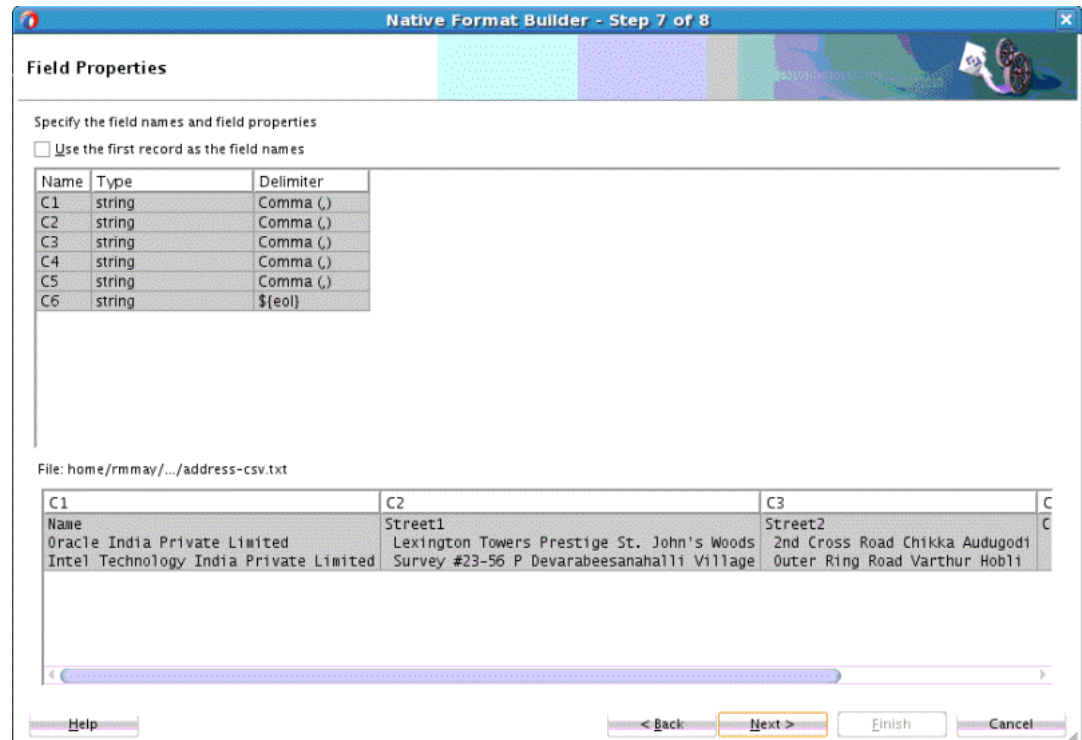 Native Format Builder - Step 7 of 8
Field Properties
Specify the field names and field properties
Use the first record as the field names
Name Type Delimiter
C1 string Comma (,)
C2 string Comma (,)
C3 string Comma (,)
C4 string Comma (,)
C5 string Comma (,)
C6 string ${eol}
File: home/rmmay/.../address-csv.txt
C1 C2 C3 C
Name Street1 Street2 C
Oracle India Private Limited Lexington Towers Prestige St. John's Woods 2nd Cross Road Chikka Audugodi
Intel Technology India Private Limited Survey #23-56 P Devarabeesanahalli Village Outer Ring Road Varthur Hobli
Help < Back Next > Finish Cancel